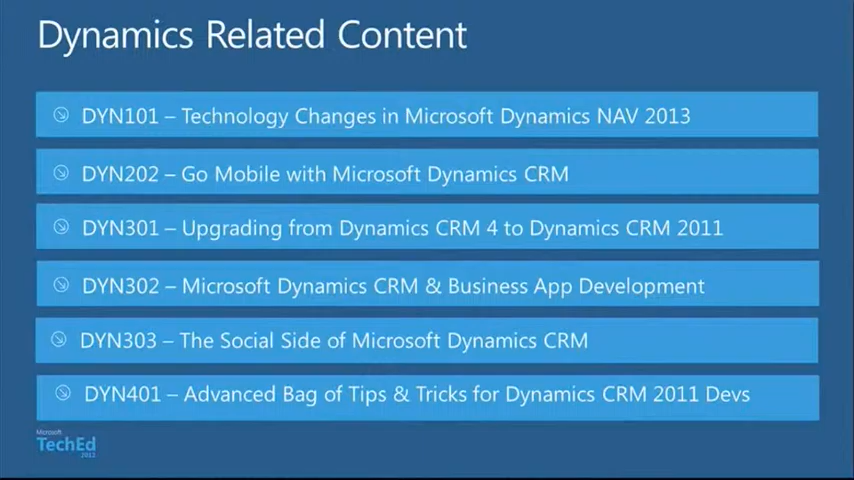 Dynamics Related Content
DYN101 – Technology Changes in Microsoft Dynamics NAV 2013
DYN202 – Go Mobile with Microsoft Dynamics CRM
DYN301 – Upgrading from Dynamics CRM 4 to Dynamics CRM 2011
DYN302 – Microsoft Dynamics CRM & Business App Development
DYN303 – The Social Side of Microsoft Dynamics CRM
DYN401 – Advanced Bag of Tips & Tricks for Dynamics CRM 2011 Devs
Microsoft
TechEd